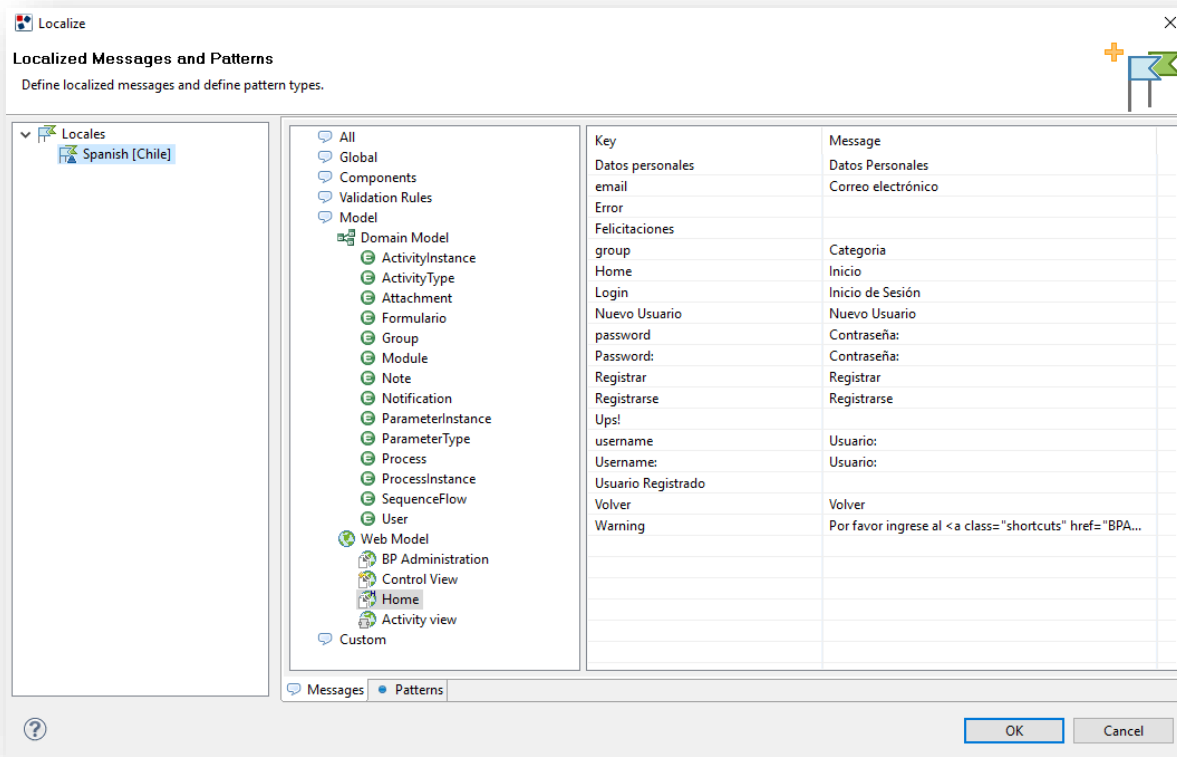 Localize
Localized Messages and Patterns
Define localized messages and define pattern types.
Locales
Spanish [Chile]
All
Global
Components
Validation Rules
Model
Domain Model
ActivityInstance
ActivityType
Attachment
Formulario
Group
Module
Note
Notification
ParameterInstance
ParameterType
Process
ProcessInstance
SequenceFlow
User
Web Model
BP Administration
Control View
Home
Activity view
Custom
Key Message
Datos personales Datos Personales
email Correo electrónico
Error
Felicitaciones
group Categoria
Home Inicio
Login Inicio de Sesión
Nuevo Usuario Nuevo Usuario
password Contraseña:
Password: Contraseña:
Registrar Registrar
Registrarse Registrarse
Ups!
username Usuario:
Username: Usuario:
Usuario Registrado
Volver Volver
Warning Por favor ingrese al <a class="shortcuts" href="BPA...
Messages Patterns
? OK Cancel